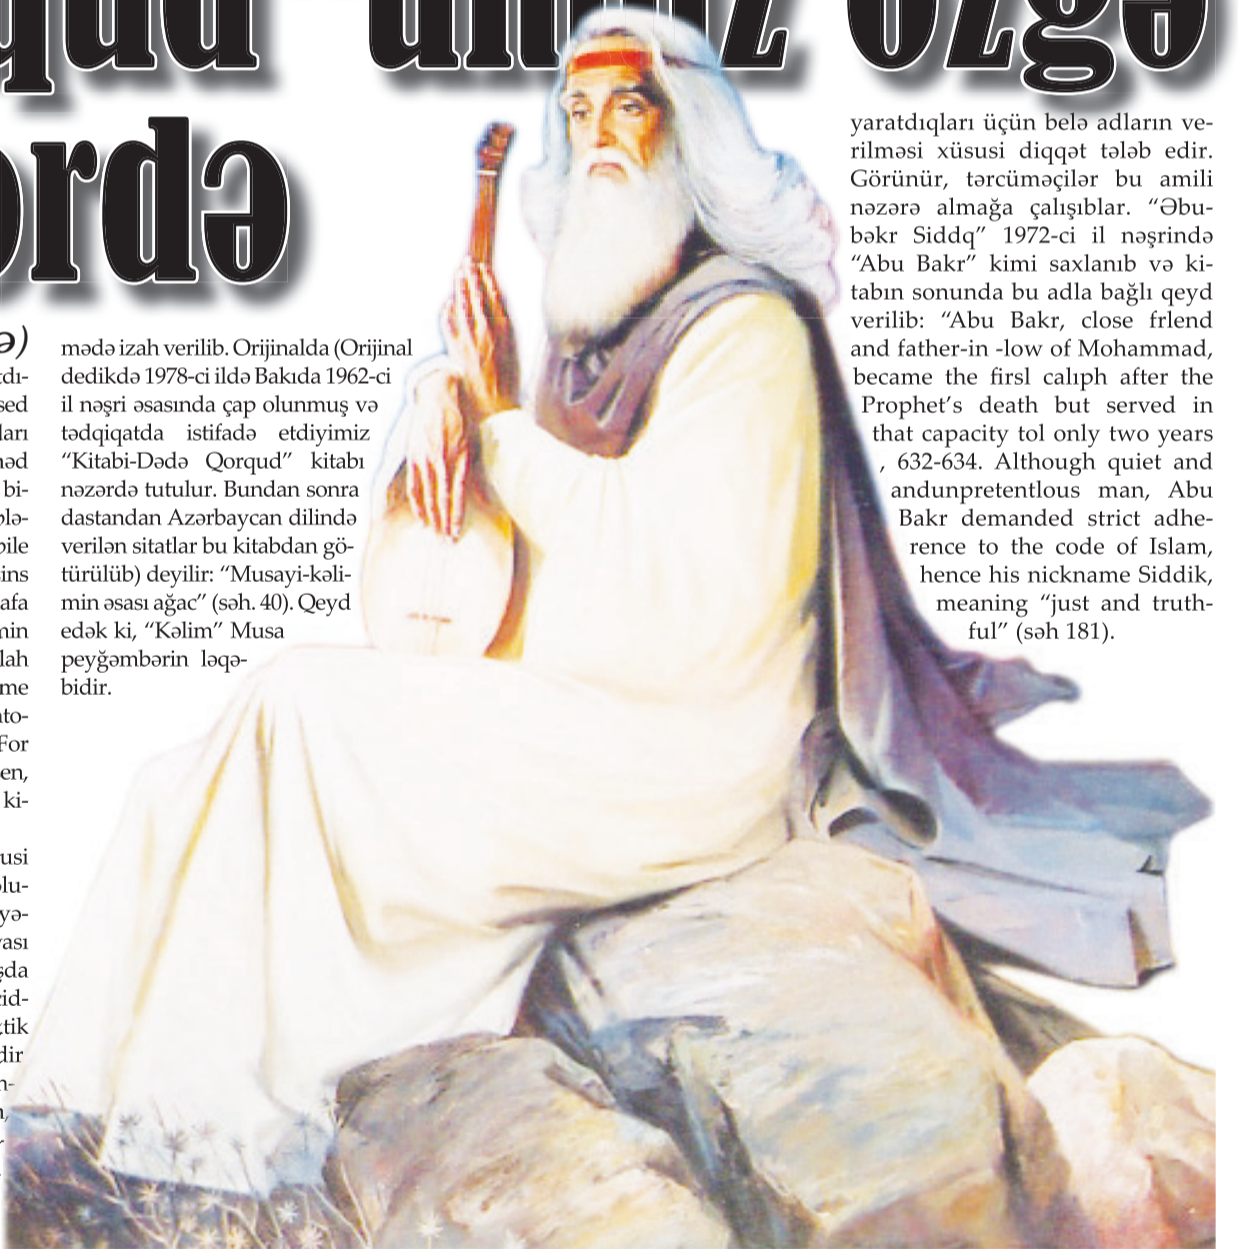 ərdə
ə)
mədə izah verilib. Orijinalda (Orijinal
dedikdə 1978-ci ildə Bakıda 1962-ci
il nəşri əsasında çap olunmuş və
tədqiqatda istifadə etdiyimiz
“Kitabi-Dədə Qorqud” kitabı
nəzərdə tutulur. Bundan sonra
dastandan Azərbaycan dilində
verilən sitatlar bu kitabdan gö-
türülüb) deyilir: “Musayi-kəli-
min əsası ağac” (səh. 40). Qeyd
edək ki, “Kəlim” Musa
peyğəmbərin ləqə-
bidir.
yaratdıqları üçün belə adların ve-
rilməsi xüsusi diqqət tələb edir.
Görünür, tərcüməçilər bu amili
nəzərə almağa çalışıblar. “Əbu-
bəkr Siddq” 1972-ci il nəşrində
“Abu Bakr” kimi saxlanıb və ki-
tabın sonunda bu adla bağlı qeyd
verilib: “Abu Bakr, close frlend
and father-in -low of Mohammad,
became the firsl calıph after the
Prophet’s death but served in
that capacity tol only two years
, 632-634. Although quiet and
andunpretentlous man, Abu
Bakr demanded strict adhe-
rence to the code of Islam,
hence his nickname Siddik,
meaning “just and truth-
ful” (səh 181).